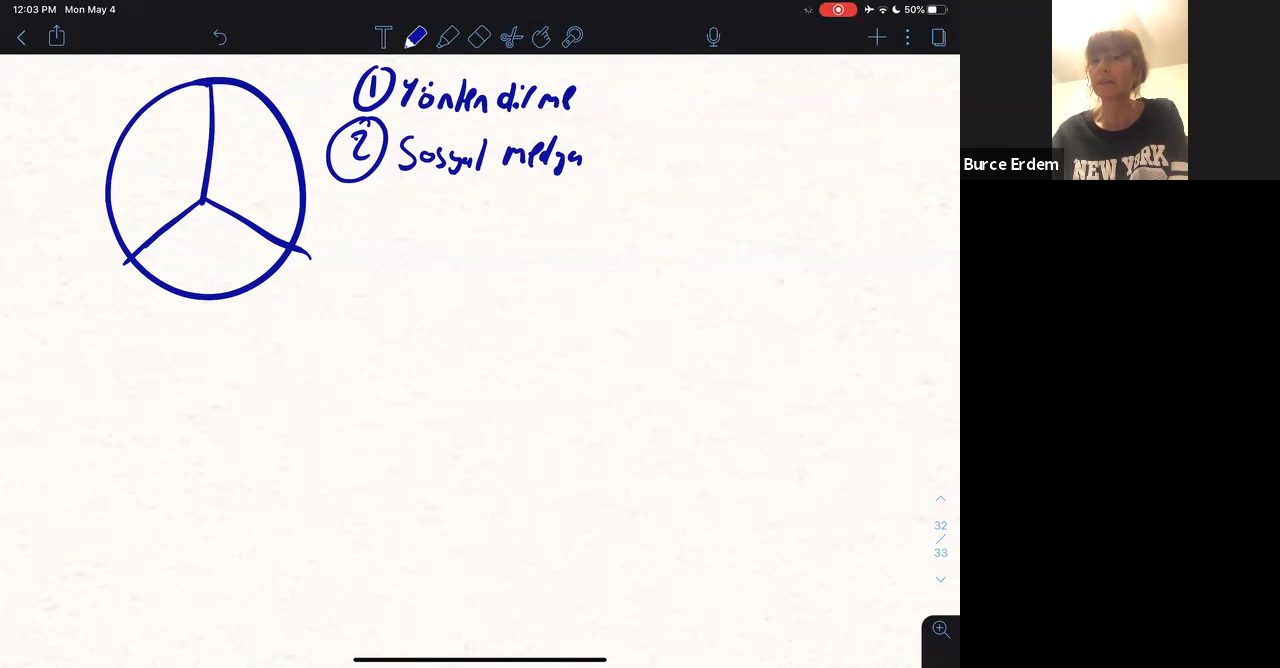 12:03 PM Mon May 4
50%
T
1 Yönlendirme
2 Sosyal medya
32
/
33
Burce Erdem
NEW YORK